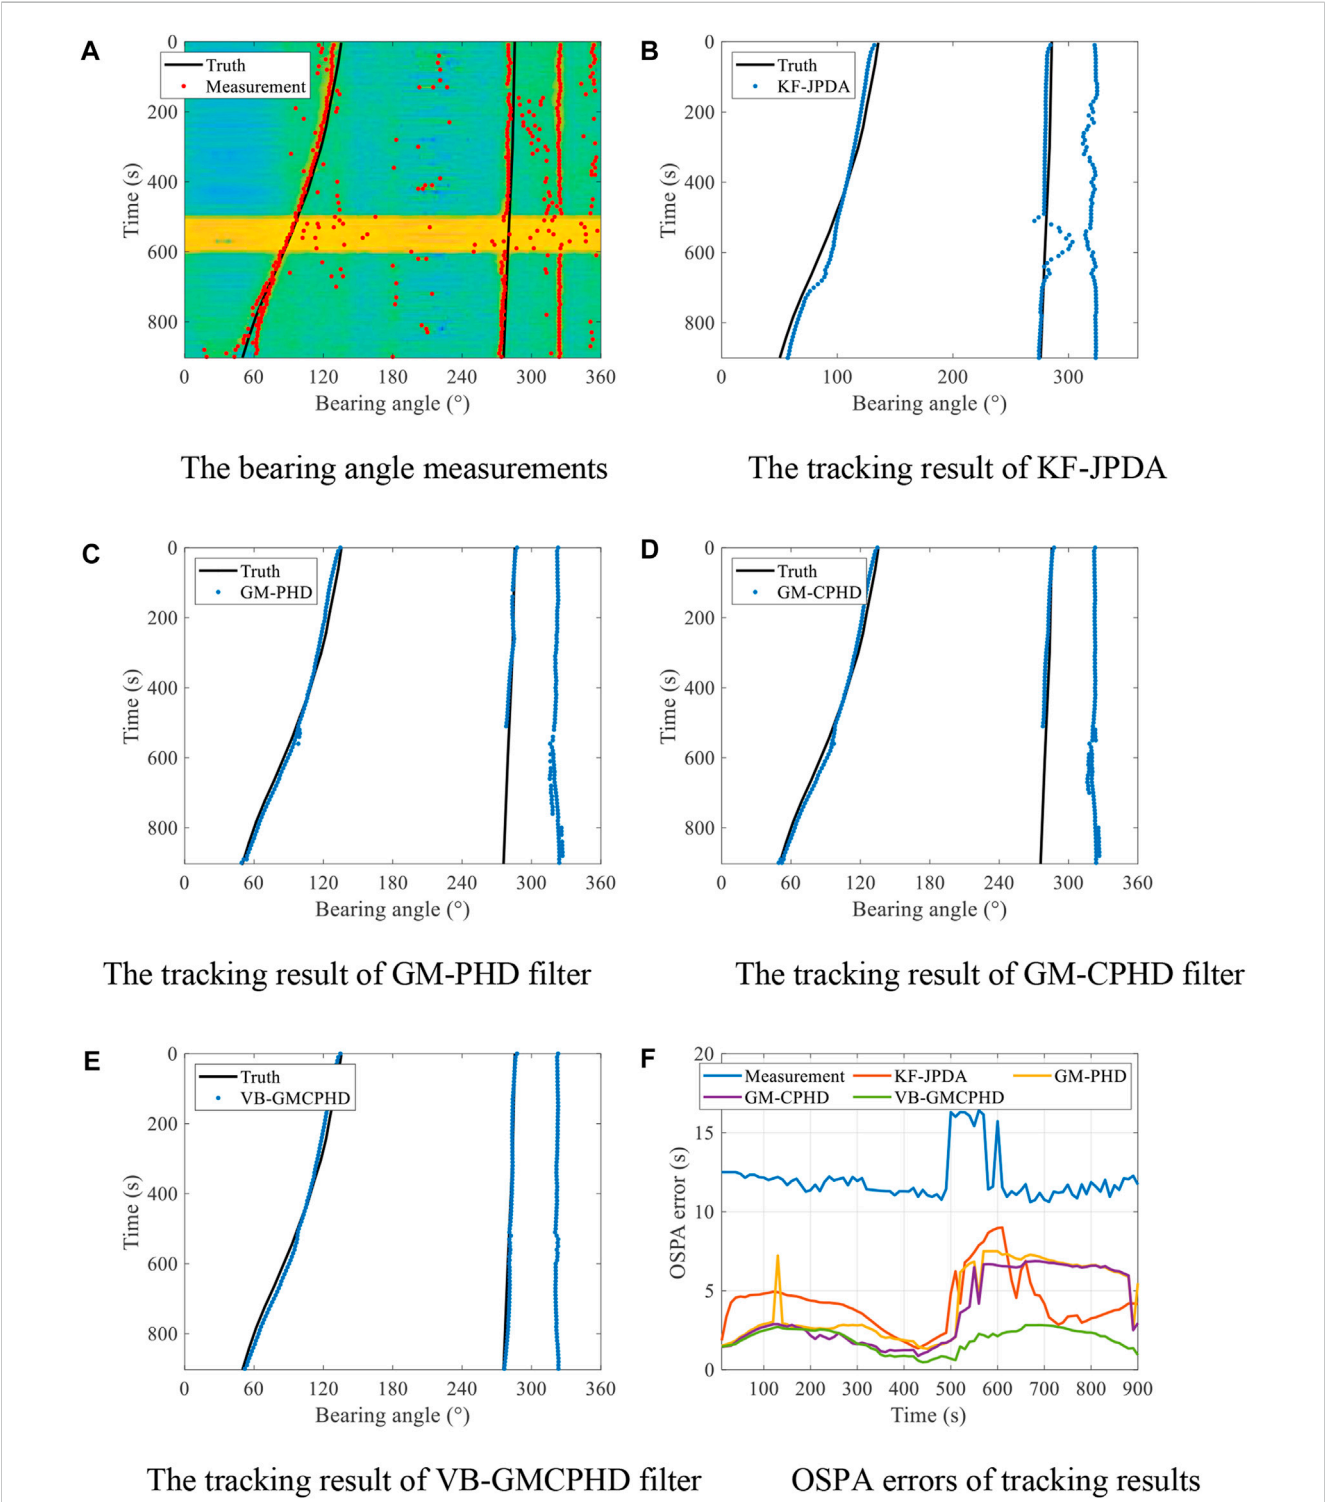 A
Truth
Measurement
0
200
400
600
800
Time (s)
0 60 120 180 240 300 360
Bearing angle (°)
The bearing angle measurements
B
Truth
KF-JPDA
0
200
400
600
800
Time (s)
0 100 200 300
Bearing angle (°)
The tracking result of KF-JPDA
C
Truth
GM-PHD
0
200
400
600
800
Time (s)
0 60 120 180 240 300 360
Bearing angle (°)
The tracking result of GM-PHD filter
D
Truth
GM-CPHD
0
200
400
600
800
Time (s)
0 60 120 180 240 300 360
Bearing angle (°)
The tracking result of GM-CPHD filter
E
Truth
VB-GMCPHD
0
200
400
600
800
Time (s)
0 60 120 180 240 300 360
Bearing angle (°)
The tracking result of VB-GMCPHD filter
F
Measurement KF-JPDA GM-PHD
GM-CPHD VB-GMCPHD
20
15
10
5
0
OSPA error (s)
100 200 300 400 500 600 700 800 900
Time (s)
OSPA errors of tracking results